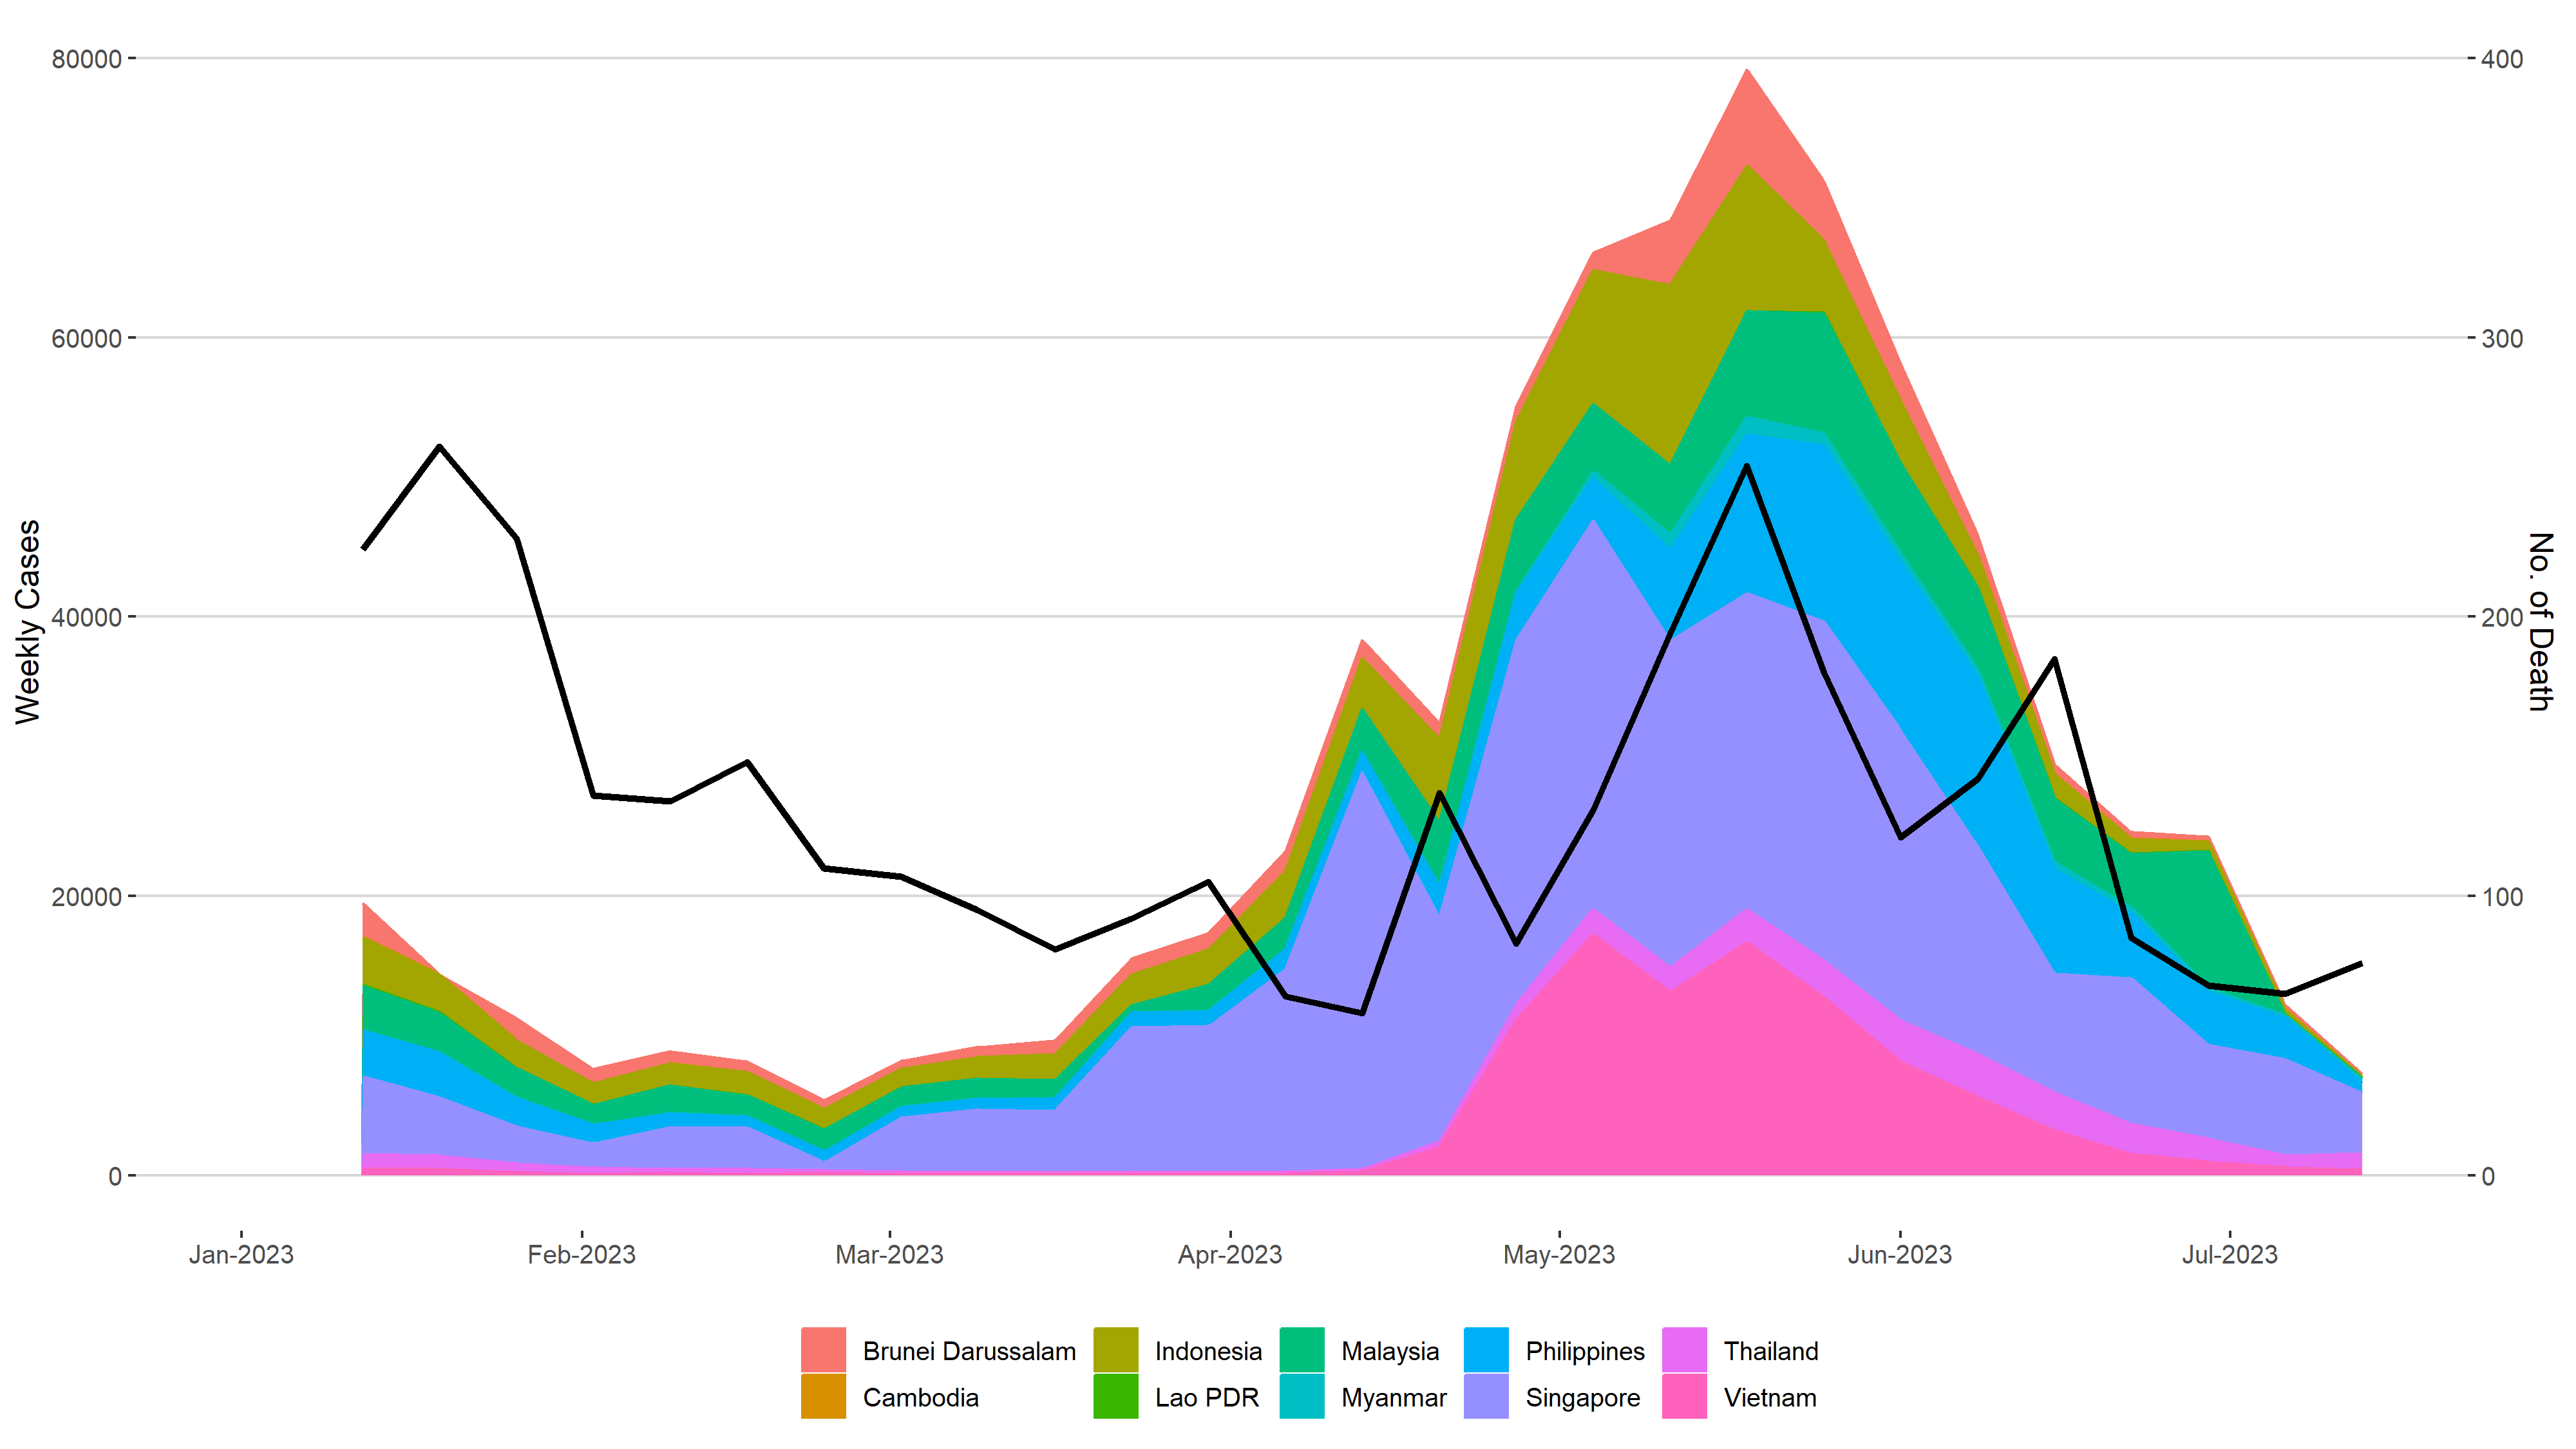 80000
60000
40000
20000
0
Weekly Cases
400
300
200
100
0
No. of Death
Jan-2023 Feb-2023 Mar-2023 Apr-2023 May-2023 Jun-2023 Jul-2023
Brunei Darussalam Indonesia Malaysia Philippines Thailand
Cambodia Lao PDR Myanmar Singapore Vietnam